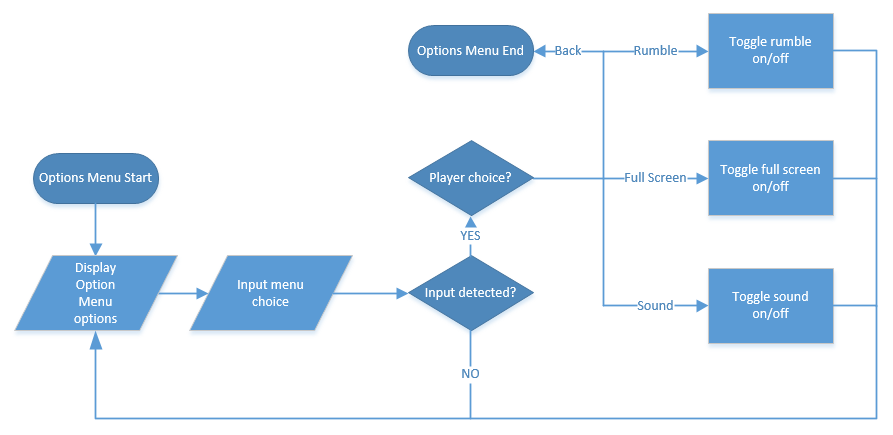 Options Menu End
Back
Rumble
Toggle rumble
on/off
Options Menu Start
Player choice?
Full Screen
Toggle full screen
on/off
YES
Display
Option
Menu
options
Input menu
choice
Input detected?
Sound
Toggle sound
on/off
NO